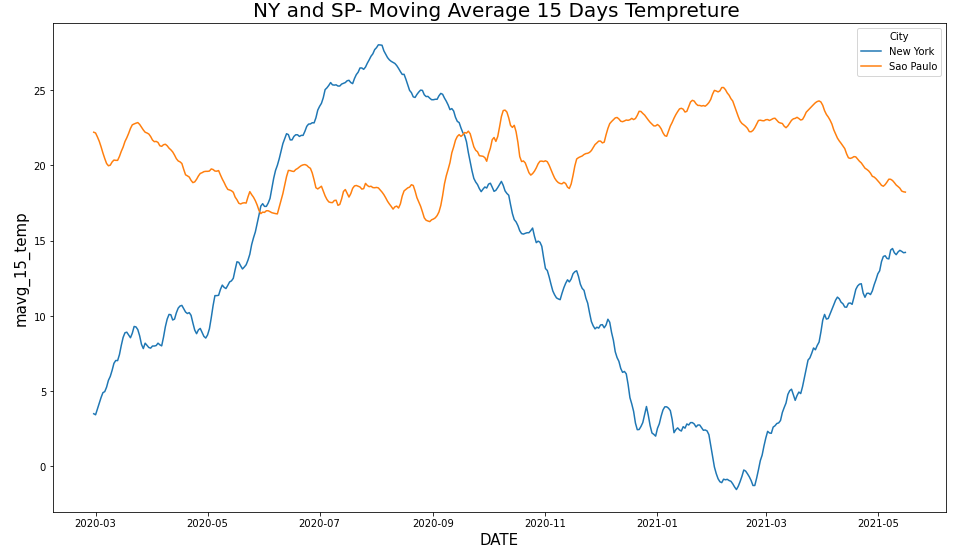 NY and SP- Moving Average 15 Days Tempreture
City
New York
Sao Paulo
25
20
15
10
5
0
mavg_15_temp
2020-03 2020-05 2020-07 2020-09 2020-11 2021-01 2021-03 2021-05
DATE